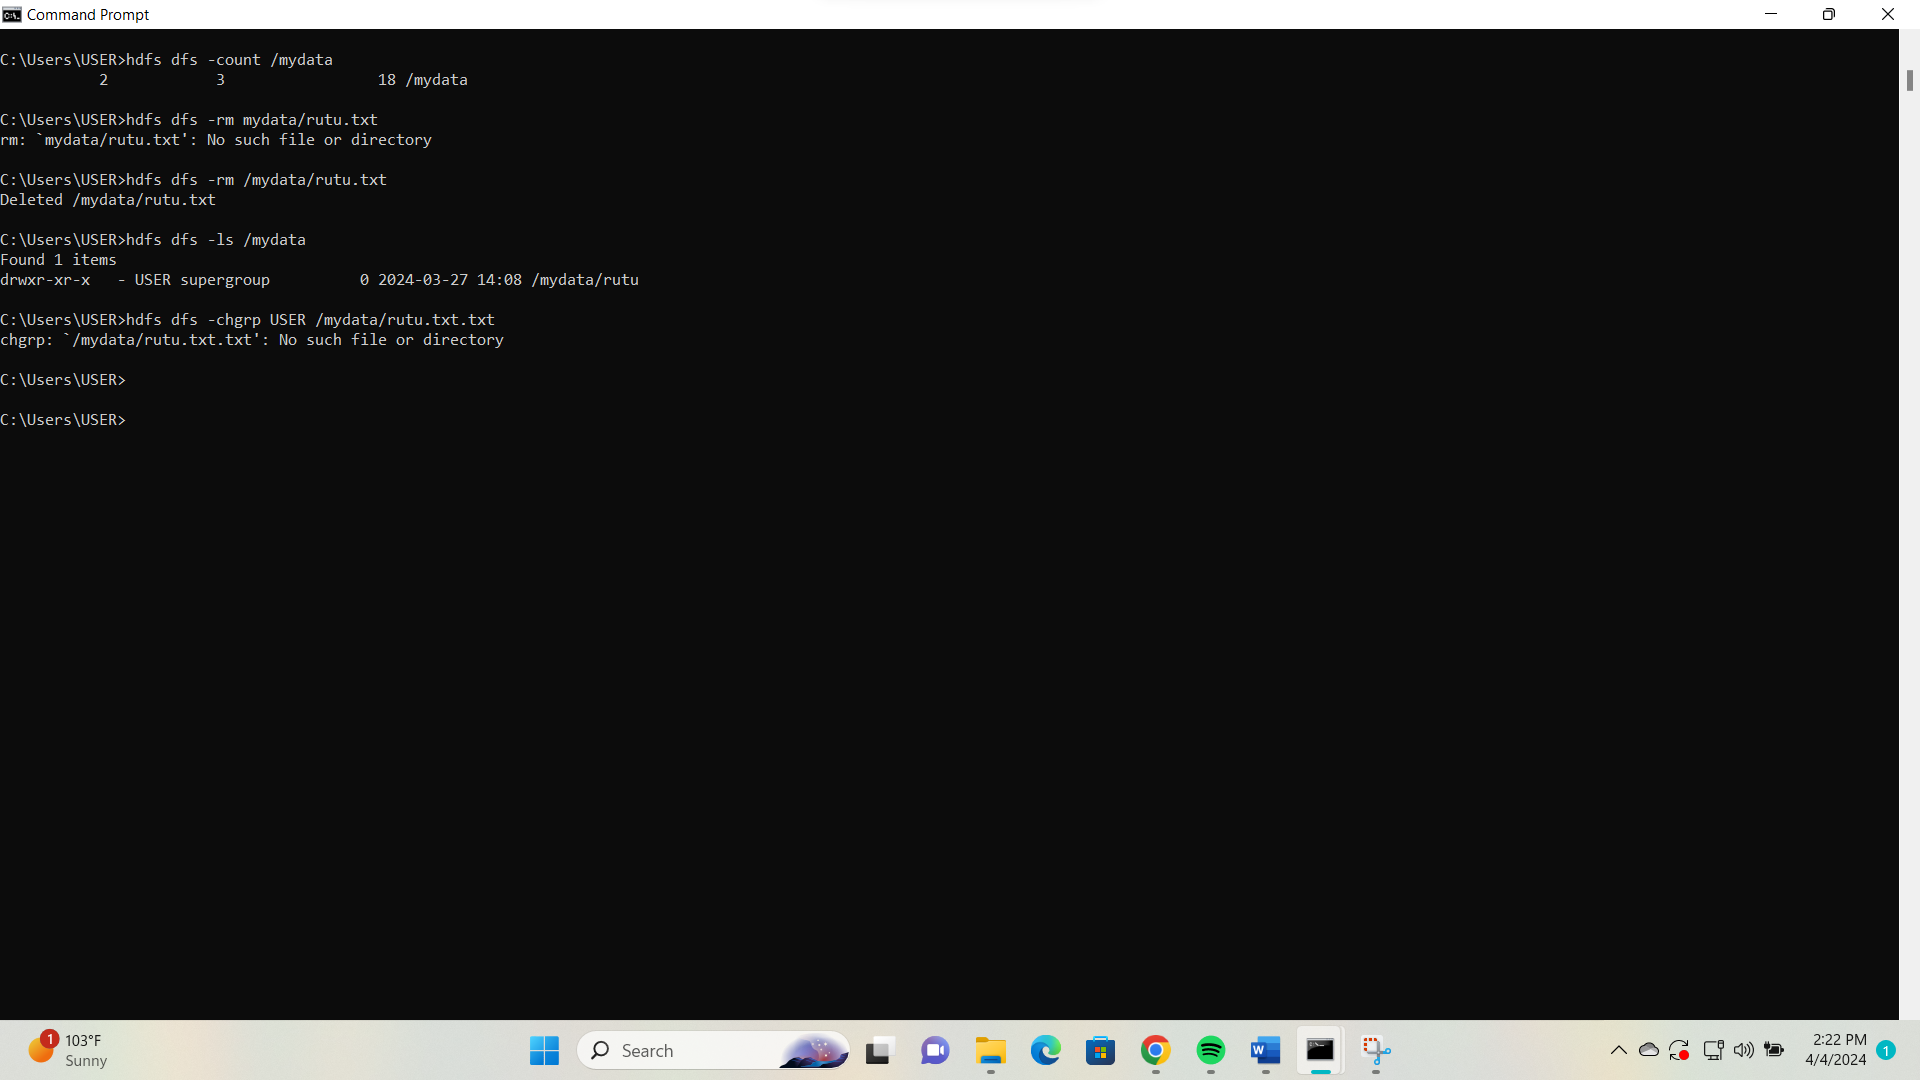 Command Prompt
C:\Users\USER>hdfs dfs -count /mydata
           2            3                 18 /mydata
C:\Users\USER>hdfs dfs -rm mydata/rutu.txt
rm: `mydata/rutu.txt': No such file or directory
C:\Users\USER>hdfs dfs -rm /mydata/rutu.txt
Deleted /mydata/rutu.txt
C:\Users\USER>hdfs dfs -ls /mydata
Found 1 items
drwxr-xr-x   - USER supergroup          0 2024-03-27 14:08 /mydata/rutu
C:\Users\USER>hdfs dfs -chgrp USER /mydata/rutu.txt.txt
chgrp: `/mydata/rutu.txt.txt': No such file or directory
C:\Users\USER>
C:\Users\USER>
1
103°F
Sunny
Search
2:22 PM
4/4/2024
1